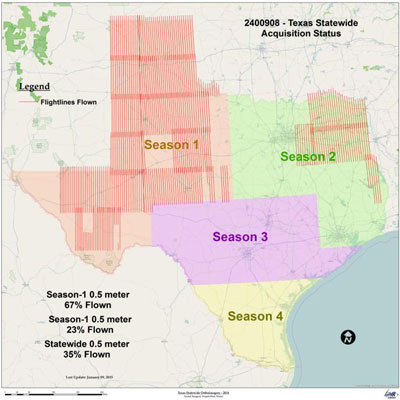 2400908 - Texas Statewide
Acquisition Status
Legend
Flightlines Flown
Season 1
Season 2
Season 3
Season 4
Season-1 0.5 meter
67% Flown
Season-1 0.5 meter
23% Flown
Statewide 0.5 meter
35% Flown
Last Update: January 09, 2015
N
Texas Statewide Orthoimagery - 2014